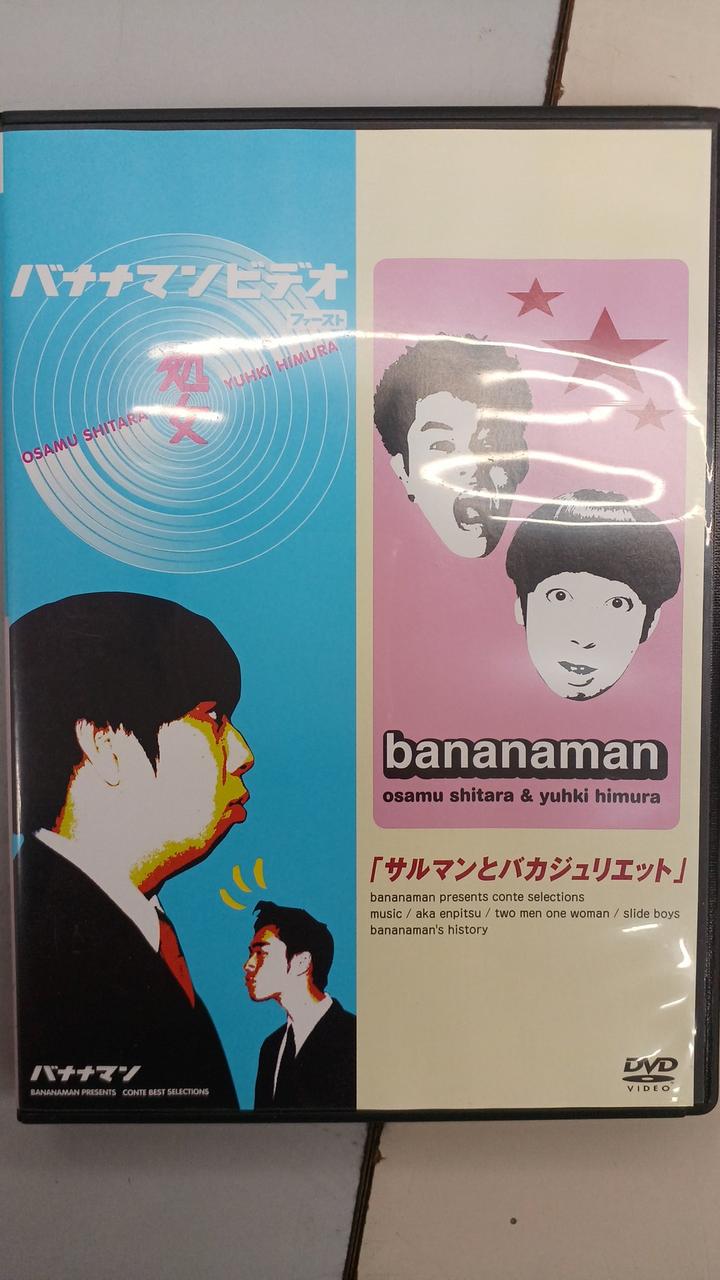 バナナマンビデオ
ファースト
処女
YUHKI HIMURA
OSAMU SHITARA
バナナマン
BANANAMAN PRESENTS CONTE BEST SELECTIONS
bananaman
osamu shitara & yuhki himura
「サルマンとバカジュリエット」
bananaman presents conte selections
music / aka enpitsu / two men one woman / slide boys
bananaman's history
DVD
VIDEO